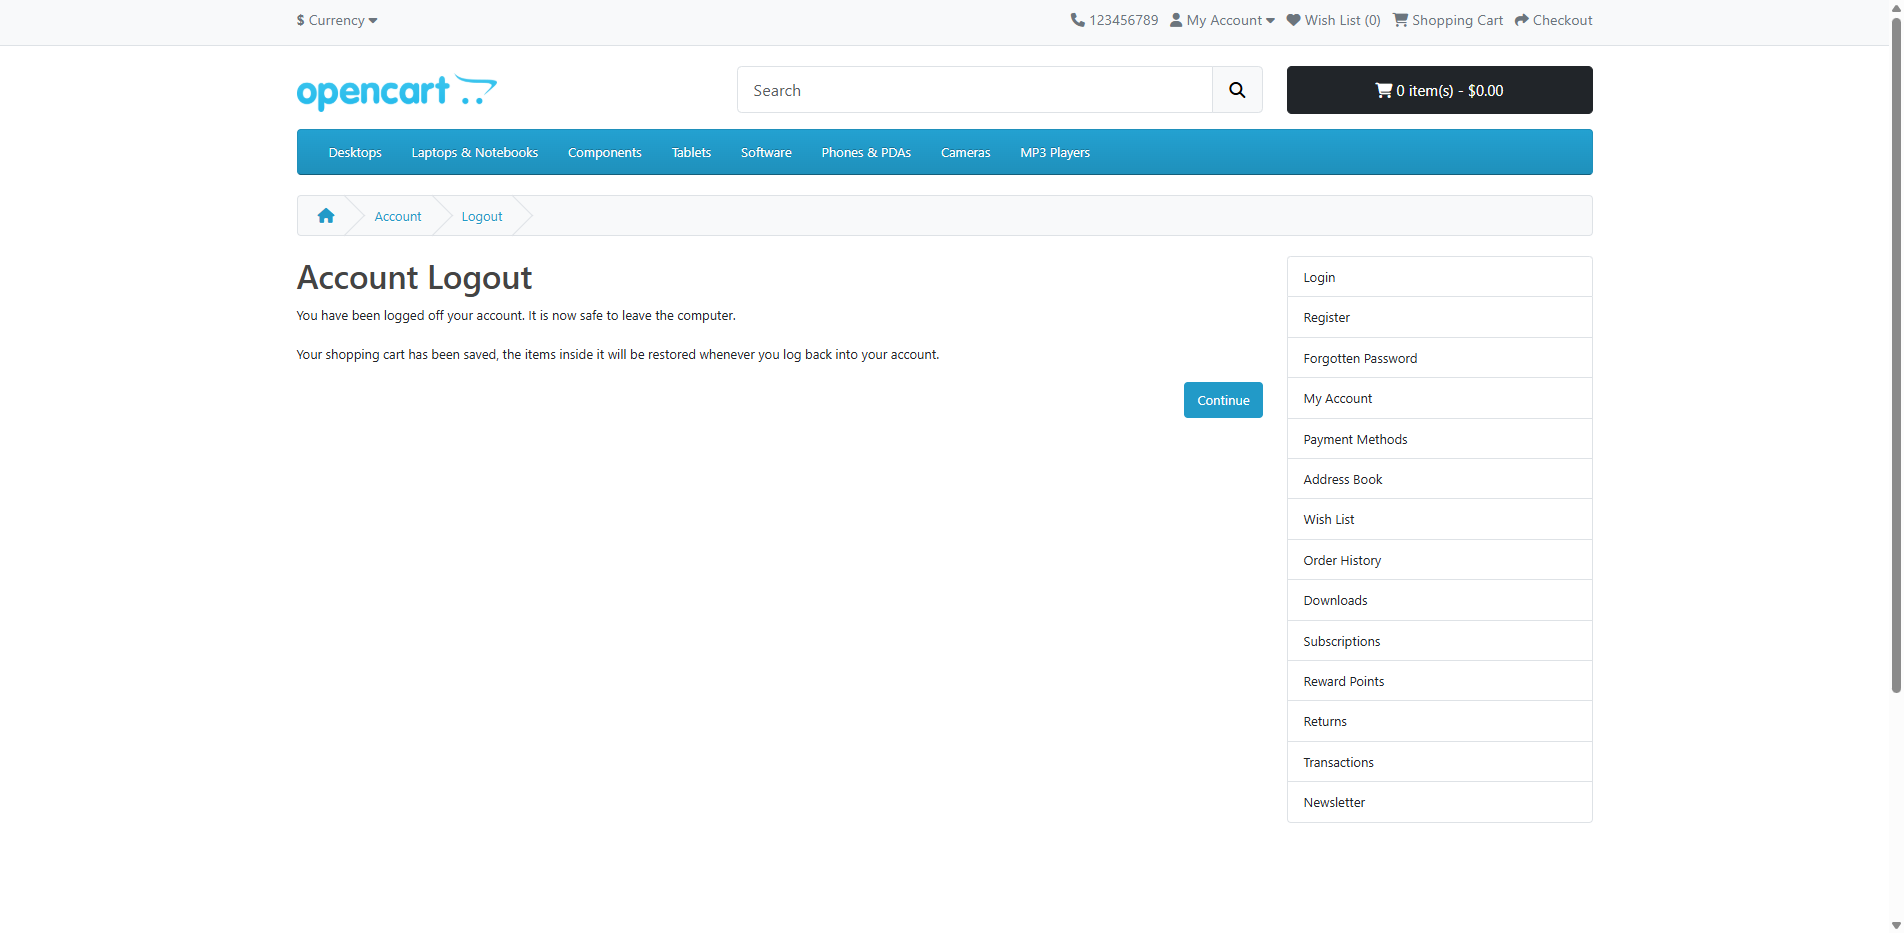 $ Currency
123456789 My Account Wish List (0) Shopping Cart Checkout
opencart
Search
0 item(s) - $0.00
Desktops Laptops & Notebooks Components Tablets Software Phones & PDAs Cameras MP3 Players
Account Logout
Account Logout
You have been logged off your account. It is now safe to leave the computer.
Your shopping cart has been saved, the items inside it will be restored whenever you log back into your account.
Continue
Login
Register
Forgotten Password
My Account
Payment Methods
Address Book
Wish List
Order History
Downloads
Subscriptions
Reward Points
Returns
Transactions
Newsletter